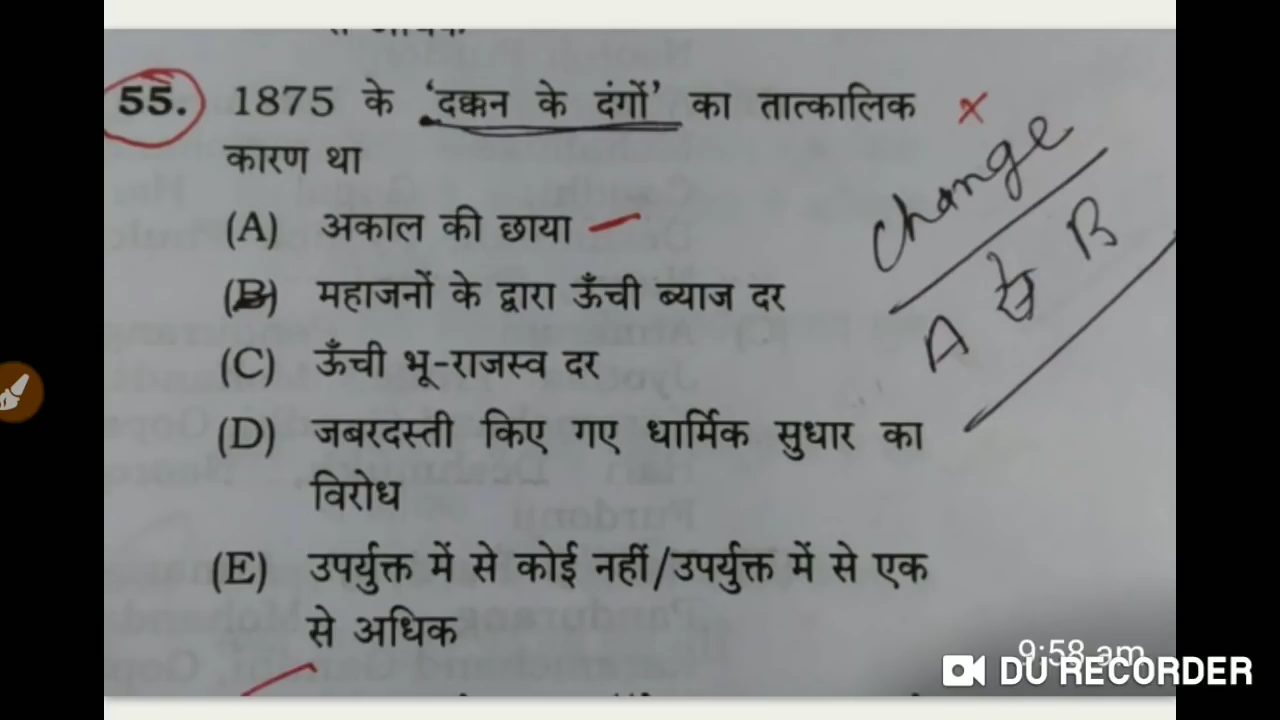 से अधिक
55. 1875 के ‘दक्कन के दंगों’ का तात्कालिक
कारण था
(A) अकाल की छाया
(B) महाजनों के द्वारा ऊँची ब्याज दर
(C) ऊँची भू-राजस्व दर
(D) जबरदस्ती किए गए धार्मिक सुधार का
विरोध
(E) उपर्युक्त में से कोई नहीं/उपर्युक्त में से एक
से अधिक
Change
A से B
9:58 am
DU RECORDER